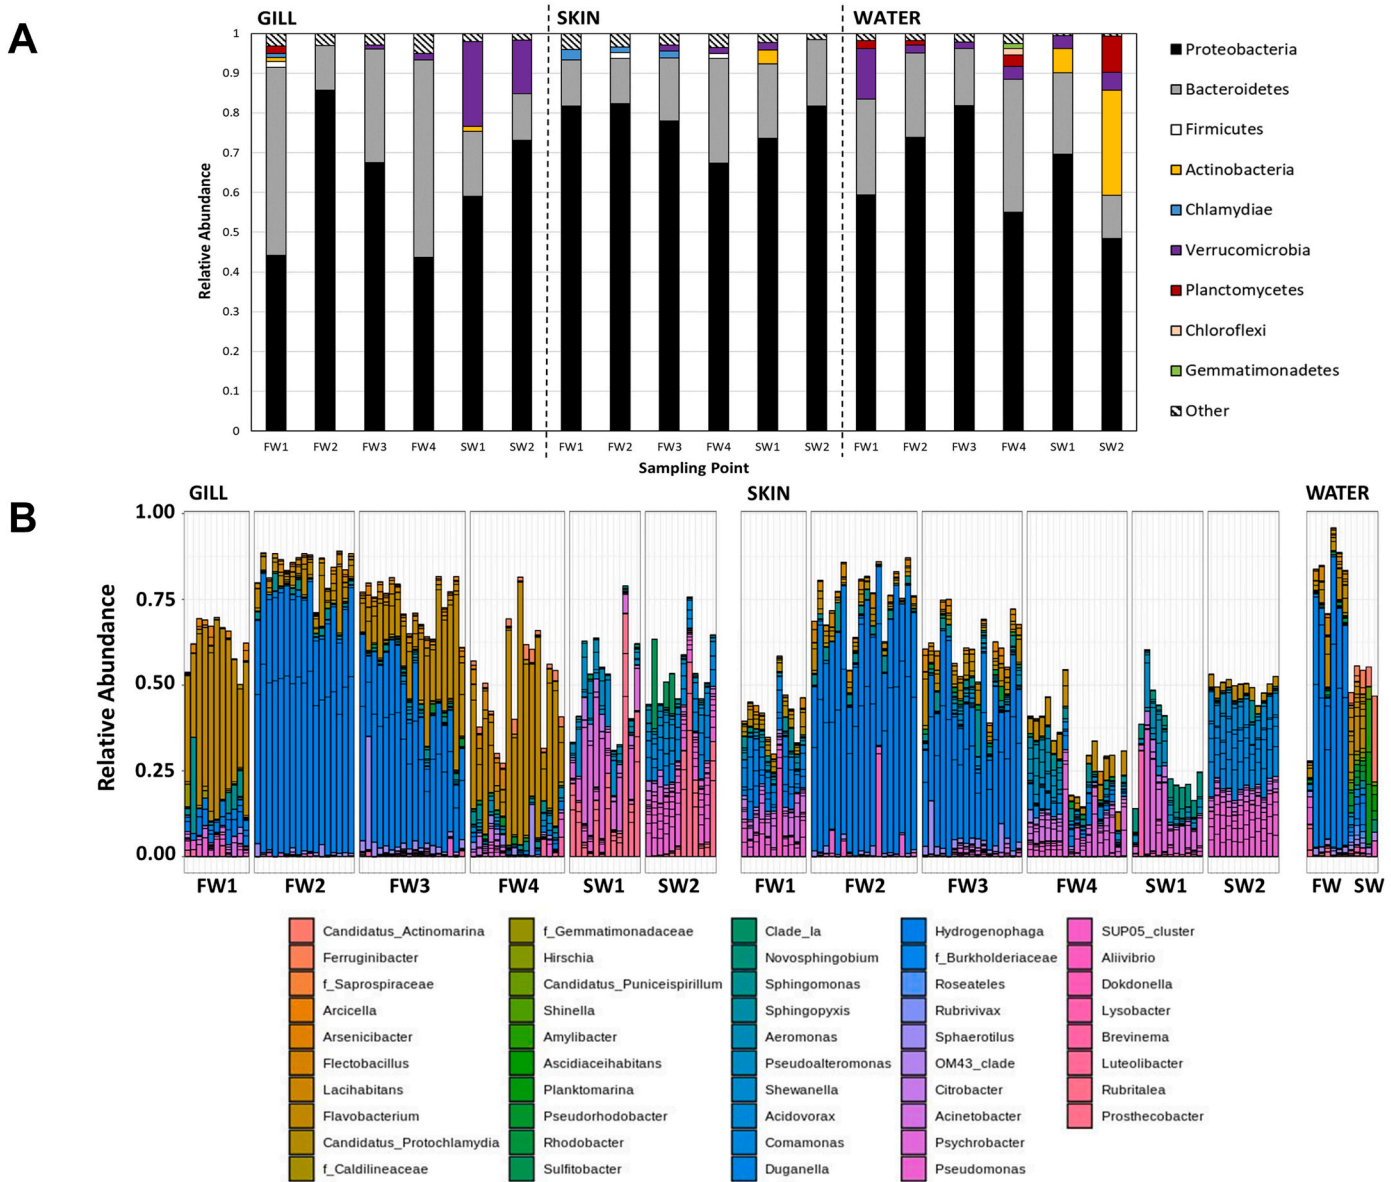 A
GILL
SKIN
WATER
1
0.9
0.8
0.7
0.6
0.5
0.4
0.3
0.2
0.1
0
Relative Abundance
FW1 FW2 FW3 FW4 SW1 SW2 FW1 FW2 FW3 FW4 SW1 SW2 FW1 FW2 FW3 FW4 SW1 SW2
Sampling Point
Proteobacteria
Bacteroidetes
Firmicutes
Actinobacteria
Chlamydiae
Verrucomicrobia
Planctomycetes
Chloroflexi
Gemmatimonadetes
Other
B
GILL
SKIN
WATER
1.00
0.75
0.50
0.25
0.00
Relative Abundance
FW1 FW2 FW3 FW4 SW1 SW2 FW1 FW2 FW3 FW4 SW1 SW2 FW SW
Candidatus_Actinomarina
Ferruginibacter
f_Saprospiraceae
Arcicella
Arsenicibacter
Flectobacillus
Lacihabitans
Flavobacterium
Candidatus_Protochlamydia
f_Caldilineaceae
f_Gemmatimonadaceae
Hirschia
Candidatus_Puniceispirillum
Shinella
Amylibacter
Ascidiaceihabitans
Planktomarina
Pseudorhodobacter
Rhodobacter
Sulfitobacter
Clade_Ia
Novosphingobium
Sphingomonas
Sphingopyxis
Aeromonas
Pseudoalteromonas
Shewanella
Acidovorax
Comamonas
Duganella
Hydrogenophaga
f_Burkholderiaceae
Roseateles
Rubrivivax
Sphaerotilus
OM43_clade
Citrobacter
Acinetobacter
Psychrobacter
Pseudomonas
SUP05_cluster
Aliivibrio
Dokdonella
Lysobacter
Brevinema
Luteolibacter
Rubritalea
Prosthecobacter